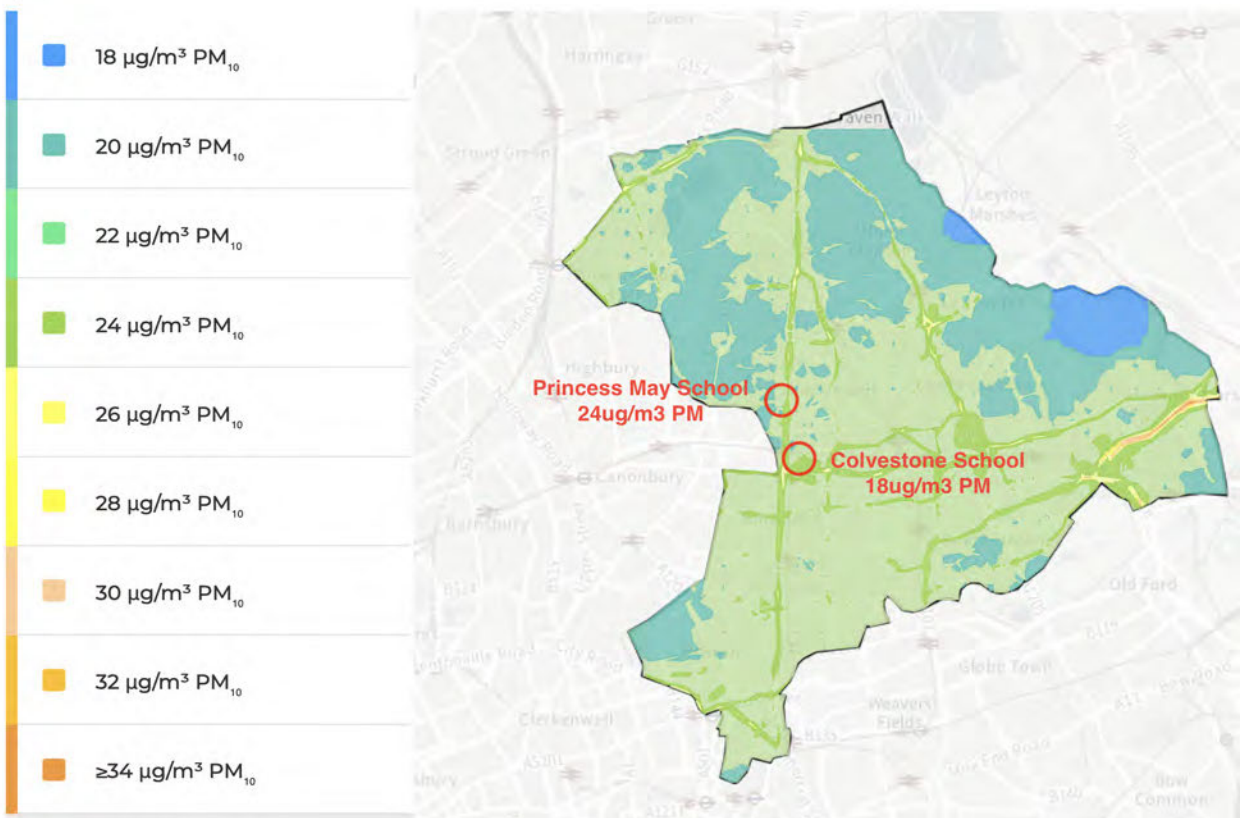 18 µg/m³ PM₁₀
20 µg/m³ PM₁₀
22 µg/m³ PM₁₀
24 µg/m³ PM₁₀
26 µg/m³ PM₁₀
28 µg/m³ PM₁₀
30 µg/m³ PM₁₀
32 µg/m³ PM₁₀
≥34 µg/m³ PM₁₀
Green
Harringay
Stroud Green
Leyton
Marshes
Highbury
Princess May School
24ug/m3 PM
Colvestone School
18ug/m3 PM
Canonbury
Barnsbury
Old Ford
City Road
Globe Town
Weavers
Fields
Clerkenwell
Bow
Common